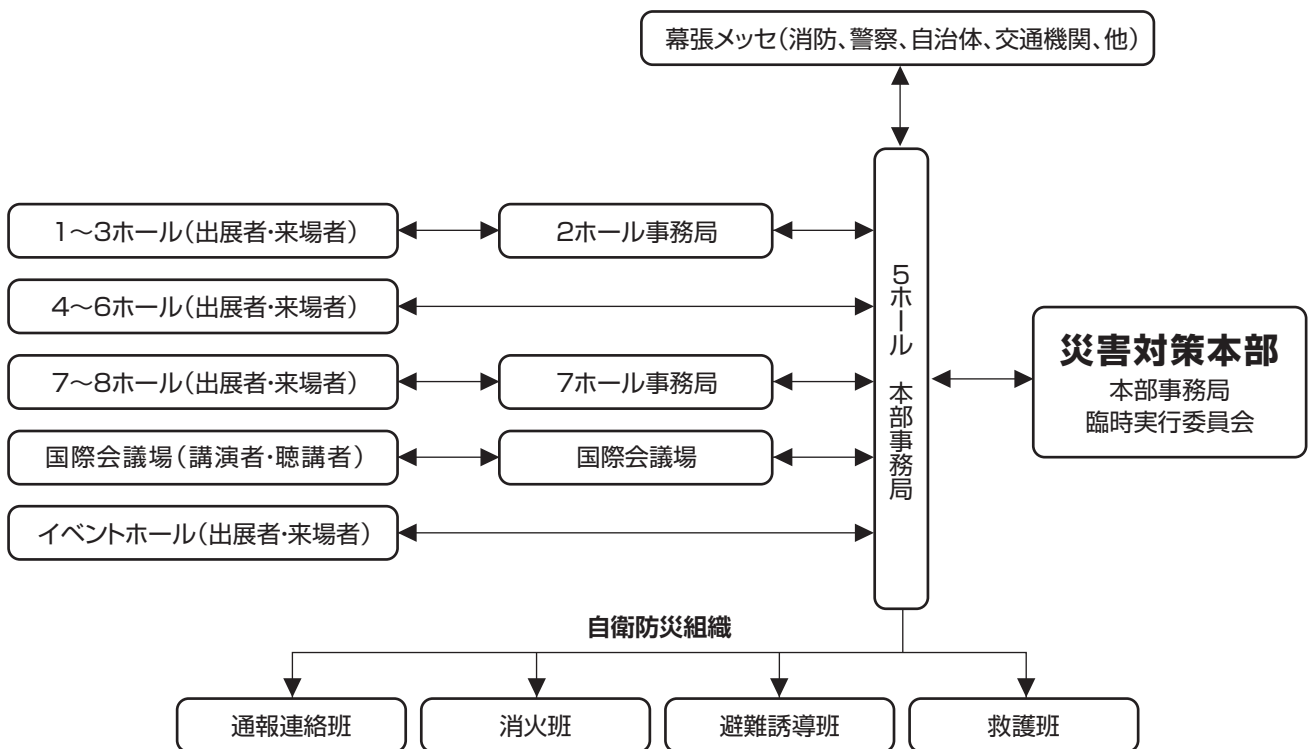 幕張メッセ(消防、警察、自治体、交通機関、他)
1〜3ホール(出展者・来場者)
2ホール事務局
4〜6ホール(出展者・来場者)
7〜8ホール(出展者・来場者)
7ホール事務局
国際会議場(講演者・聴講者)
国際会議場
イベントホール(出展者・来場者)
5ホール 本部事務局
災害対策本部
本部事務局
臨時実行委員会
自衛防災組織
通報連絡班
消火班
避難誘導班
救護班